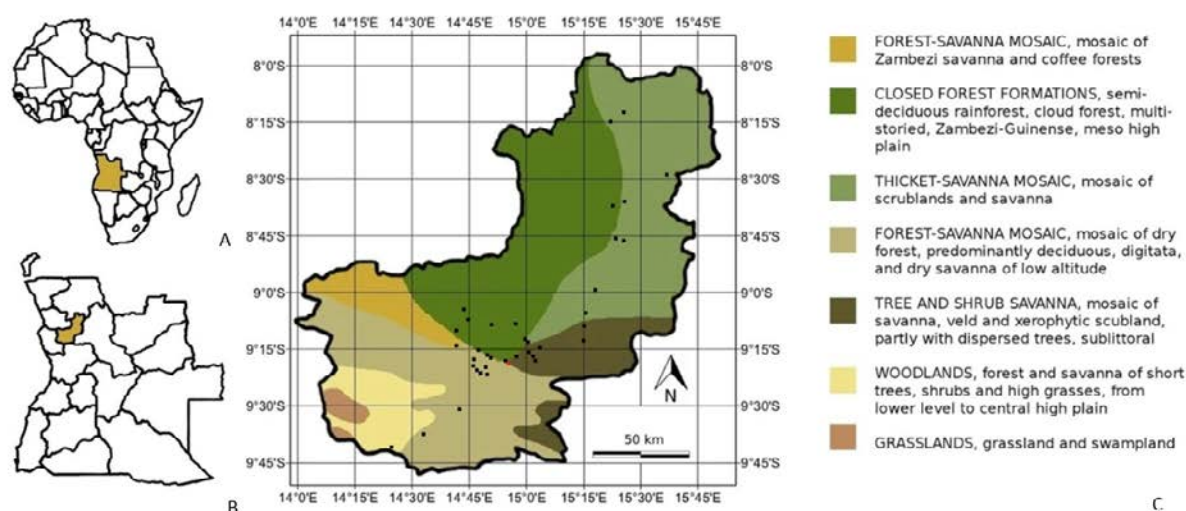 A
B
14°0'E 14°15'E 14°30'E 14°45'E 15°0'E 15°15'E 15°30'E 15°45'E
8°0'S 8°0'S
8°15'S 8°15'S
8°30'S 8°30'S
8°45'S 8°45'S
9°0'S 9°0'S
9°15'S 9°15'S
9°30'S 9°30'S
9°45'S 9°45'S
N
50 km
14°0'E 14°15'E 14°30'E 14°45'E 15°0'E 15°15'E 15°30'E 15°45'E
FOREST-SAVANNA MOSAIC, mosaic of
Zambezi savanna and coffee forests
CLOSED FOREST FORMATIONS, semi-
deciduous rainforest, cloud forest, multi-
storied, Zambezi-Guinense, meso high
plain
THICKET-SAVANNA MOSAIC, mosaic of
scrublands and savanna
FOREST-SAVANNA MOSAIC, mosaic of dry
forest, predominantly deciduous, digitata,
and dry savanna of low altitude
TREE AND SHRUB SAVANNA, mosaic of
savanna, veld and xerophytic scubland,
partly with dispersed trees, sublittoral
WOODLANDS, forest and savanna of short
trees, shrubs and high grasses, from
lower level to central high plain
GRASSLANDS, grassland and swampland
C